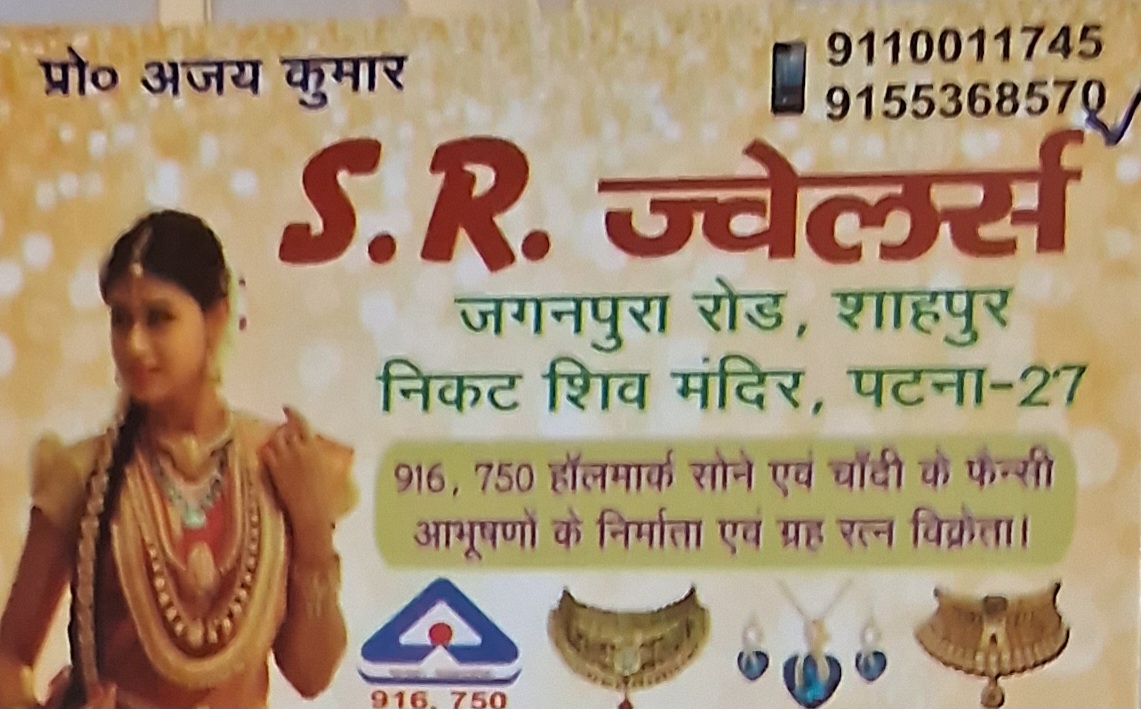 प्रो० अजय कुमार
9110011745
9155368570
S.R. ज्वेलर्स
जगनपुरा रोड, शाहपुर
निकट शिव मंदिर, पटना-27
916, 750 हॉलमार्क सोने एवं चाँदी के फैन्सी
आभूषणों के निर्माता एवं ग्रह रत्न विक्रेता।
916, 750